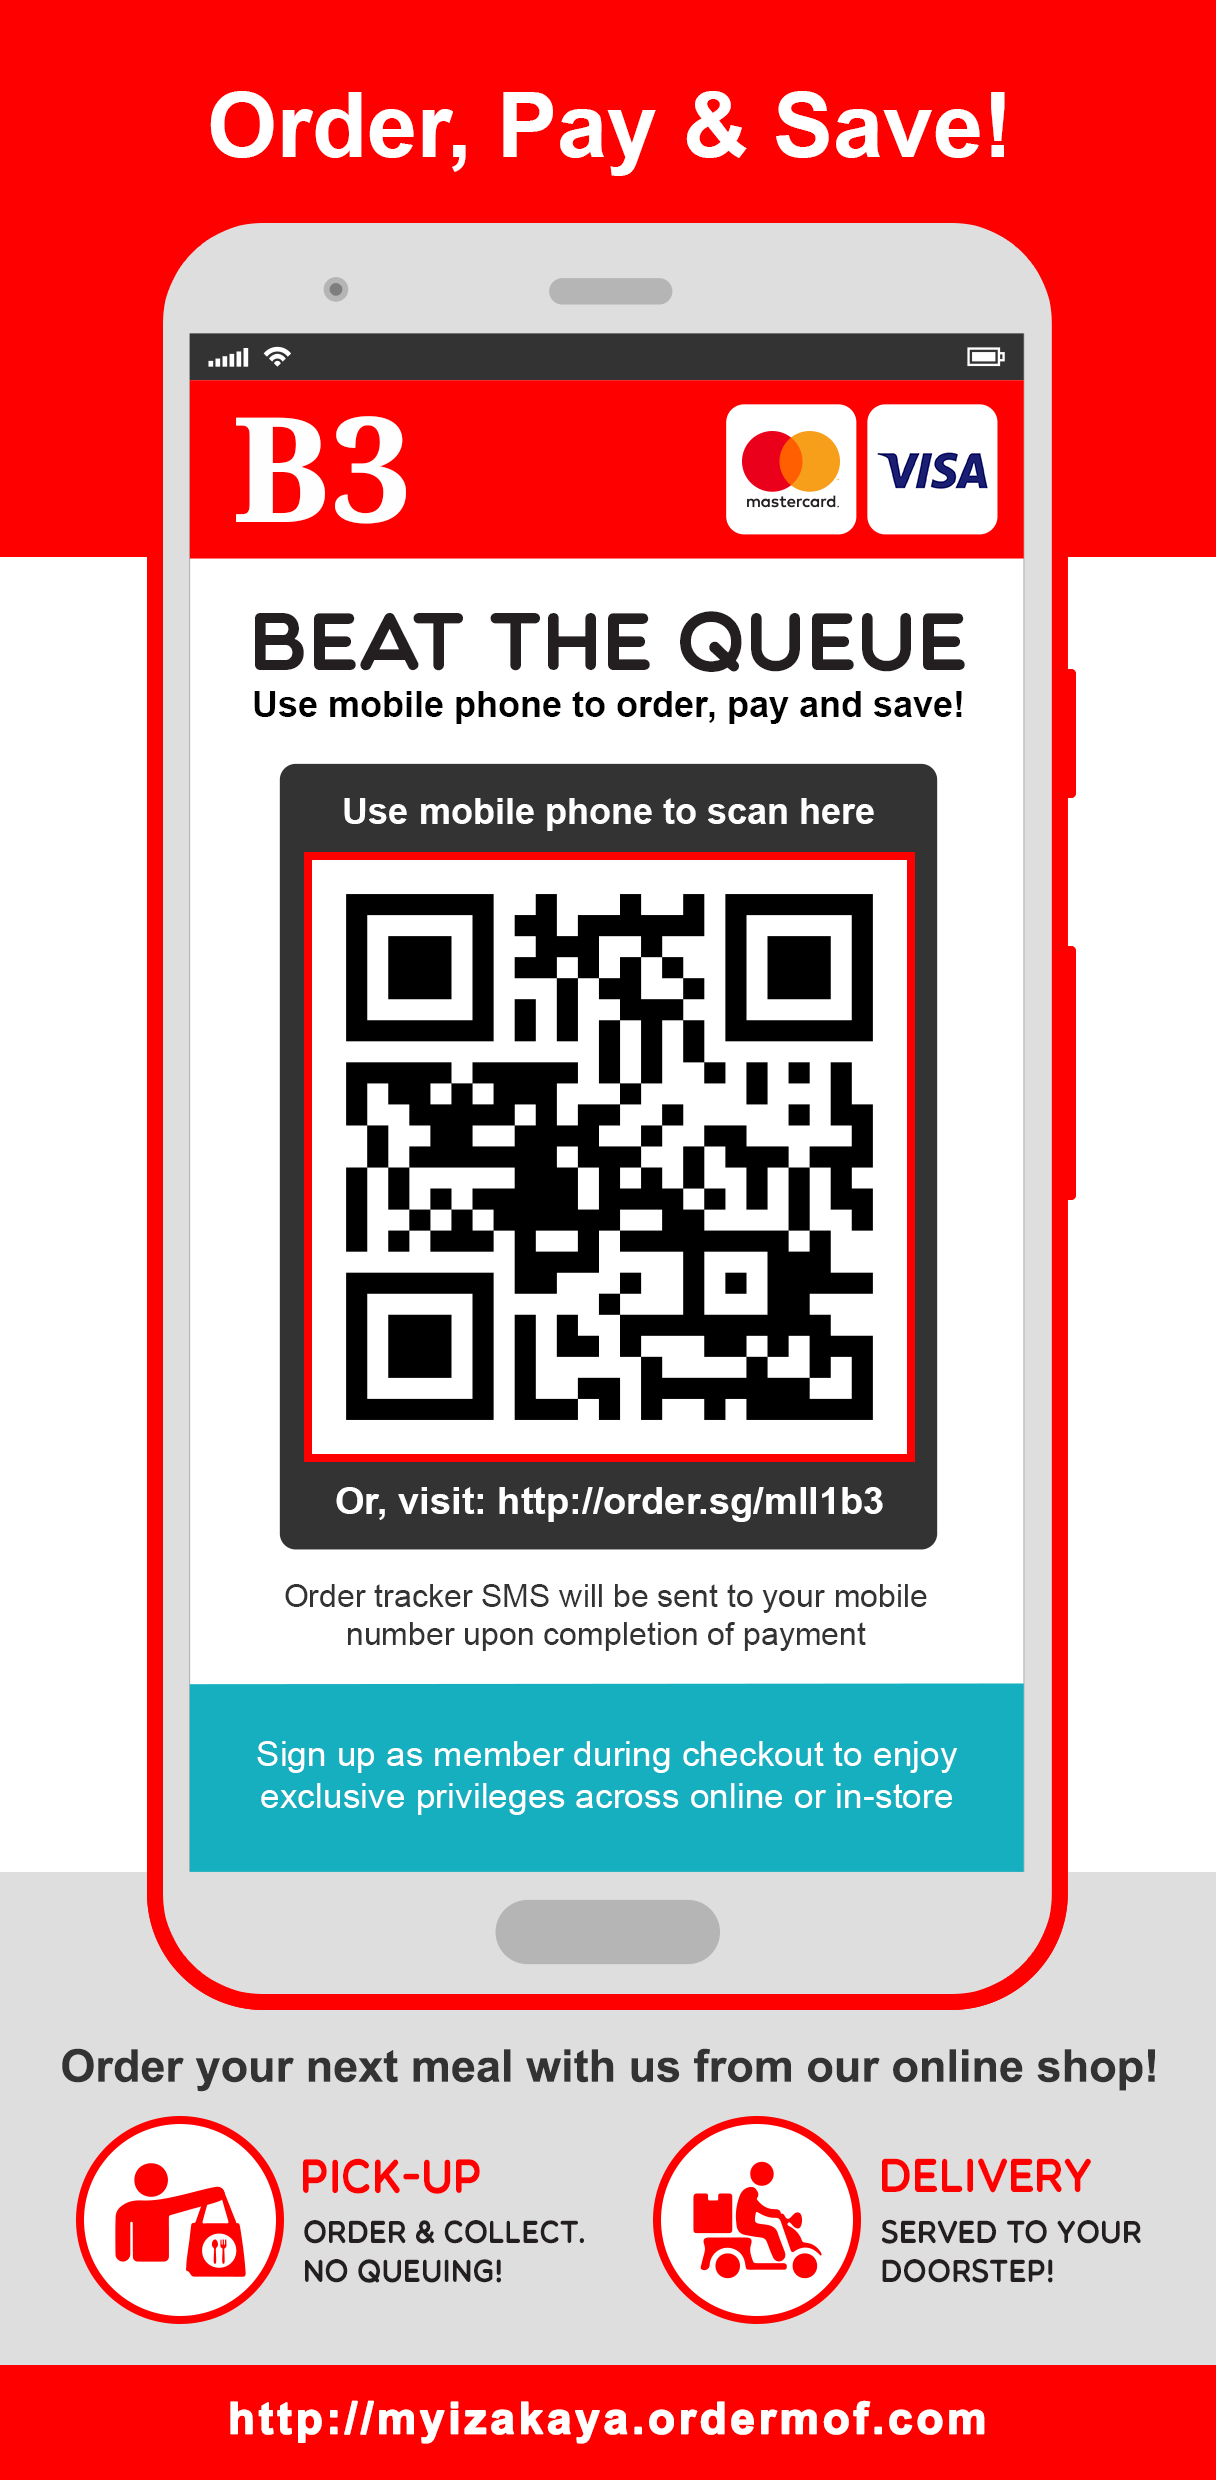 Order, Pay & Save!
B3
mastercard.
VISA
BEAT THE QUEUE
Use mobile phone to order, pay and save!
Use mobile phone to scan here
Or, visit: http://order.sg/mll1b3
Order tracker SMS will be sent to your mobile
number upon completion of payment
Sign up as member during checkout to enjoy
exclusive privileges across online or in-store
Order your next meal with us from our online shop!
PICK-UP
ORDER & COLLECT.
NO QUEUING!
DELIVERY
SERVED TO YOUR
DOORSTEP!
http://myizakaya.ordermof.com